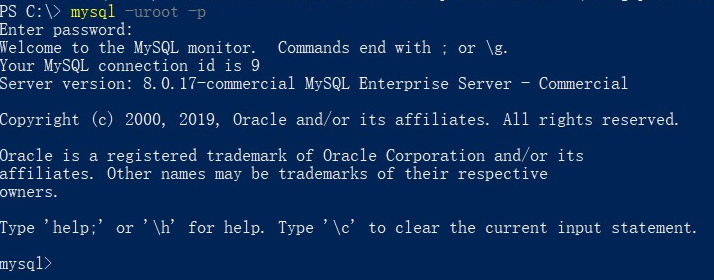 PS C:\> mysql -uroot -p
Enter password:
Welcome to the MySQL monitor.  Commands end with ; or \g.
Your MySQL connection id is 9
Server version: 8.0.17-commercial MySQL Enterprise Server - Commercial
Copyright (c) 2000, 2019, Oracle and/or its affiliates. All rights reserved.
Oracle is a registered trademark of Oracle Corporation and/or its
affiliates. Other names may be trademarks of their respective
owners.
Type 'help;' or '\h' for help. Type '\c' to clear the current input statement.
mysql>